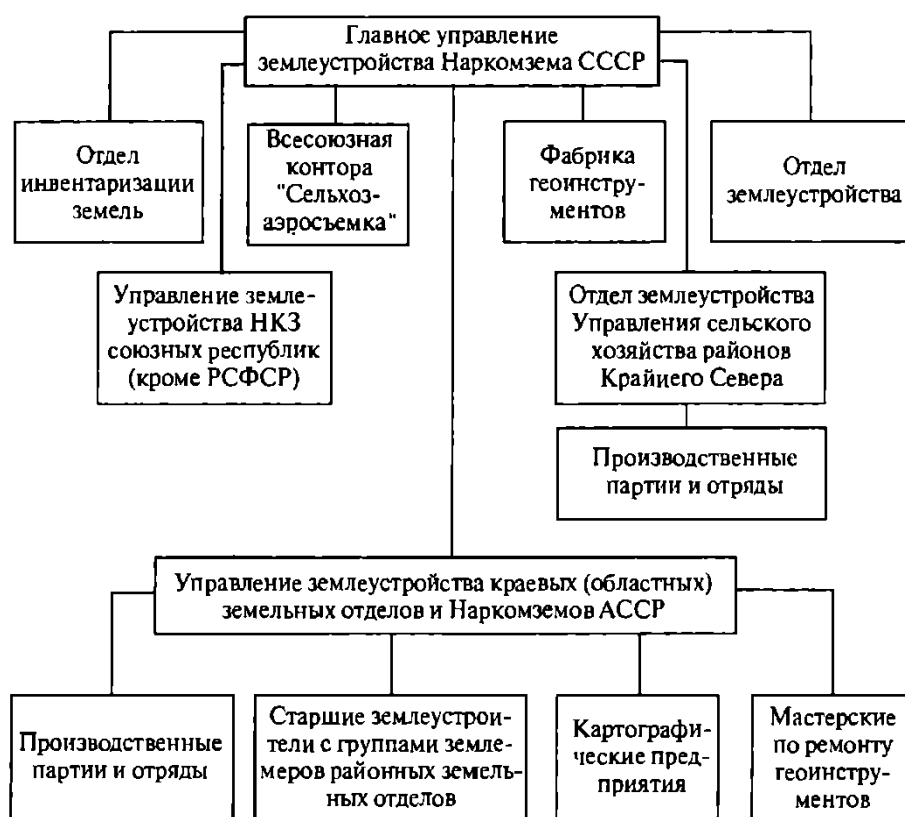 Главное управление
землеустройства Наркомзема СССР
Отдел
инвентаризации
земель
Всесоюзная
контора
"Сельхоз-
аэросъемка"
Фабрика
геоинстру-
ментов
Отдел
землеустройства
Управление земле-
устройства НКЗ
союзных республик
(кроме РСФСР)
Отдел землеустройства
Управления сельского
хозяйства районов
Крайиего Севера
Производственные
партии и отряды
Управление землеустройства краевых (областных)
земельных отделов и Наркомземов АССР
Производственные
партии и отряды
Старшие землеустрои-
тели с группами земле-
меров районных земель-
ных отделов
Картографи-
ческие пред-
приятия
Мастерские
по ремонту
геоинстру-
ментов